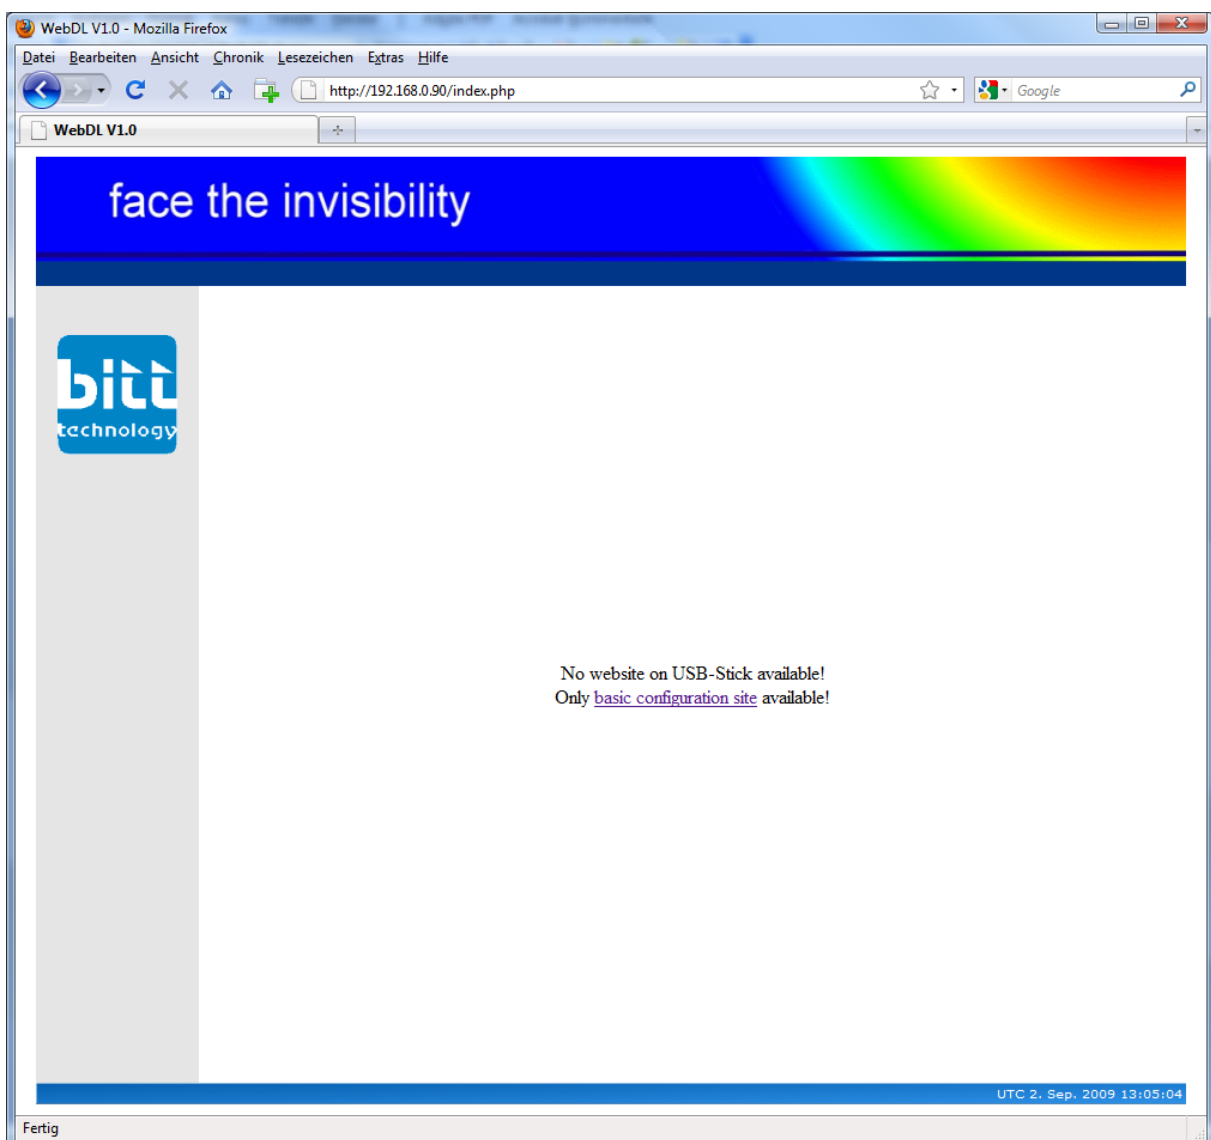 WebDL V1.0 - Mozilla Firefox
Datei Bearbeiten Ansicht Chronik Lesezeichen Extras Hilfe
http://192.168.0.90/index.php
Google
WebDL V1.0
face the invisibility
bitt
technology
No website on USB-Stick available!
Only basic configuration site available!
UTC 2. Sep. 2009 13:05:04
Fertig